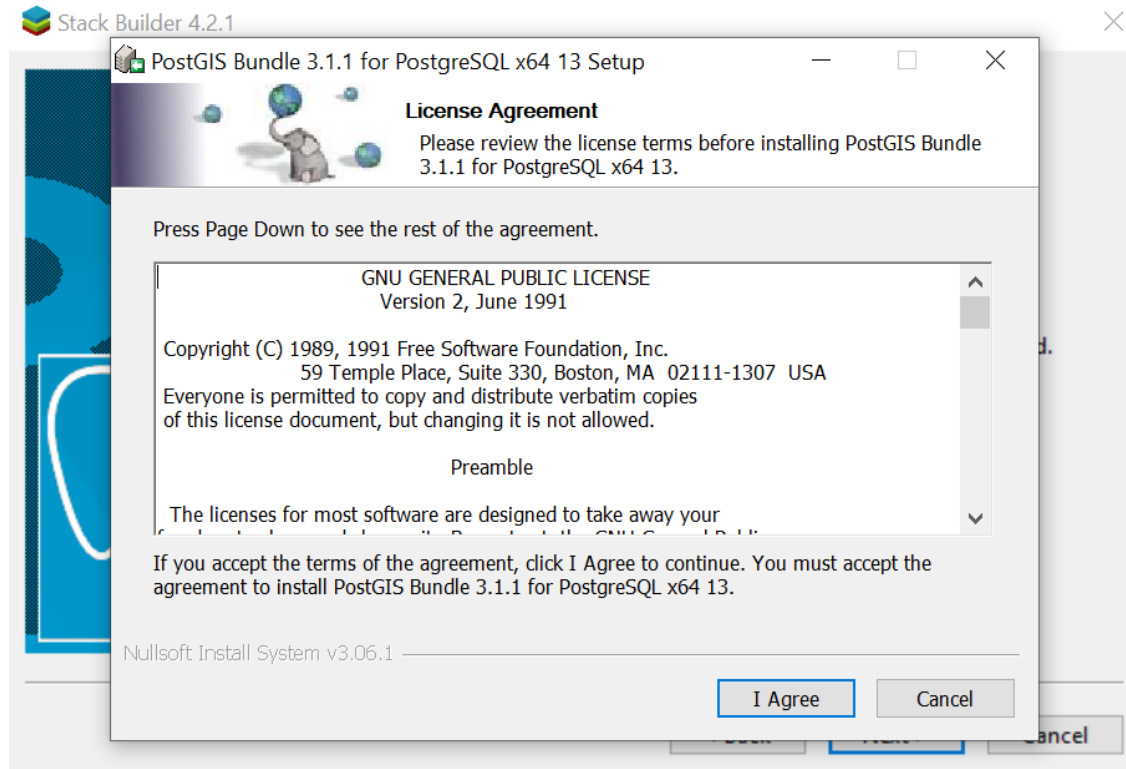 Stack Builder 4.2.1
PostGIS Bundle 3.1.1 for PostgreSQL x64 13 Setup
License Agreement
Please review the license terms before installing PostGIS Bundle
3.1.1 for PostgreSQL x64 13.
Press Page Down to see the rest of the agreement.
GNU GENERAL PUBLIC LICENSE
Version 2, June 1991
Copyright (C) 1989, 1991 Free Software Foundation, Inc.
59 Temple Place, Suite 330, Boston, MA 02111-1307 USA
Everyone is permitted to copy and distribute verbatim copies
of this license document, but changing it is not allowed.
Preamble
The licenses for most software are designed to take away your
d.
If you accept the terms of the agreement, click I Agree to continue. You must accept the
agreement to install PostGIS Bundle 3.1.1 for PostgreSQL x64 13.
Nullsoft Install System v3.06.1
I Agree
Cancel
ancel